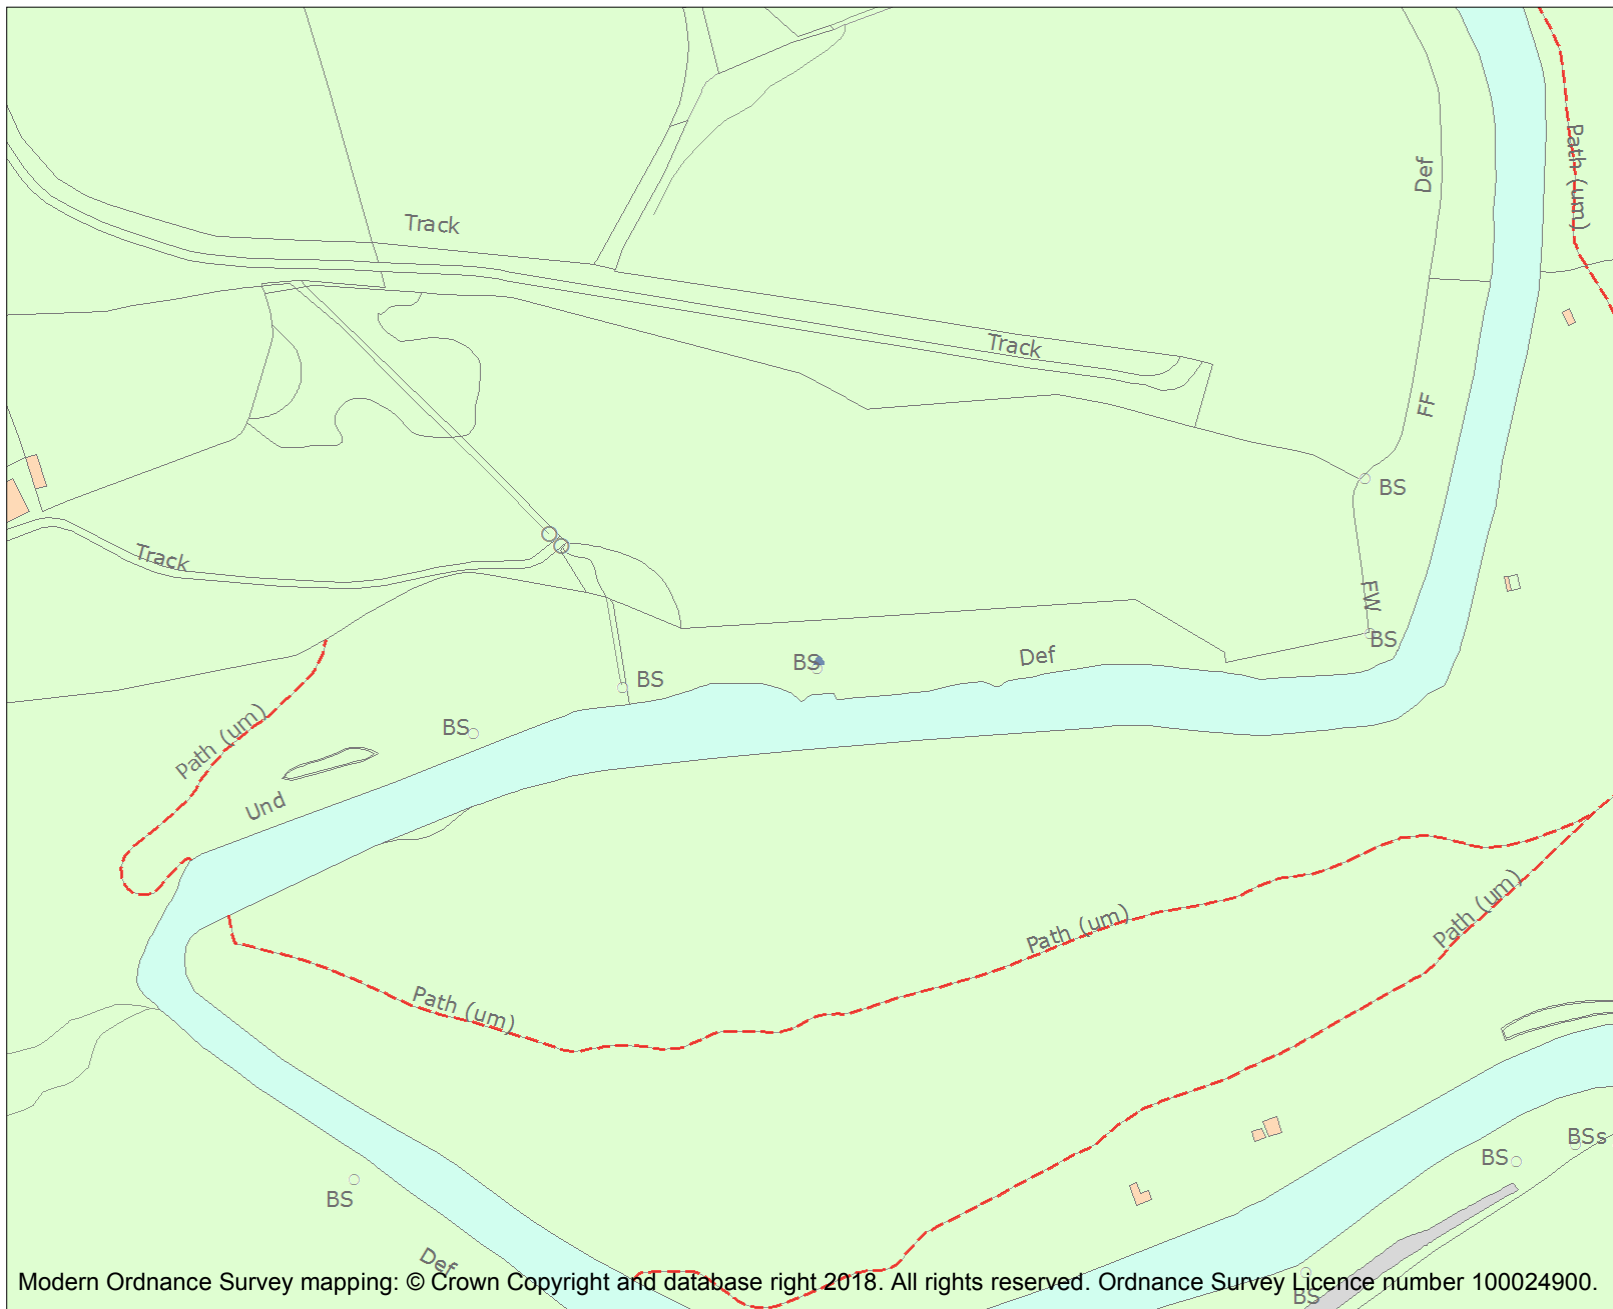 Path (um)
Def
Track
Track
FF
BS
Track
FW
BS
Def
BS
BS
BS
Path (um)
Und
Path (um)
Path (um)
Path (um)
BSs
BS
BS
Def
BS
Modern Ordnance Survey mapping: © Crown Copyright and database right 2018. All rights reserved. Ordnance Survey Licence number 100024900.